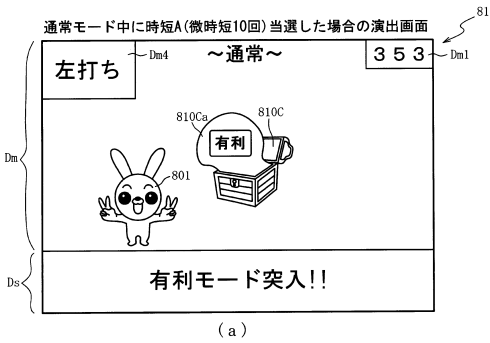 通常モード中に時短A(微時短10回)当選した場合の演出画面
81
左打ち
Dm4
～通常～
353
Dm1
810Ca
810C
有利
Dm
801
Ds
有利モード突入!!
(a)